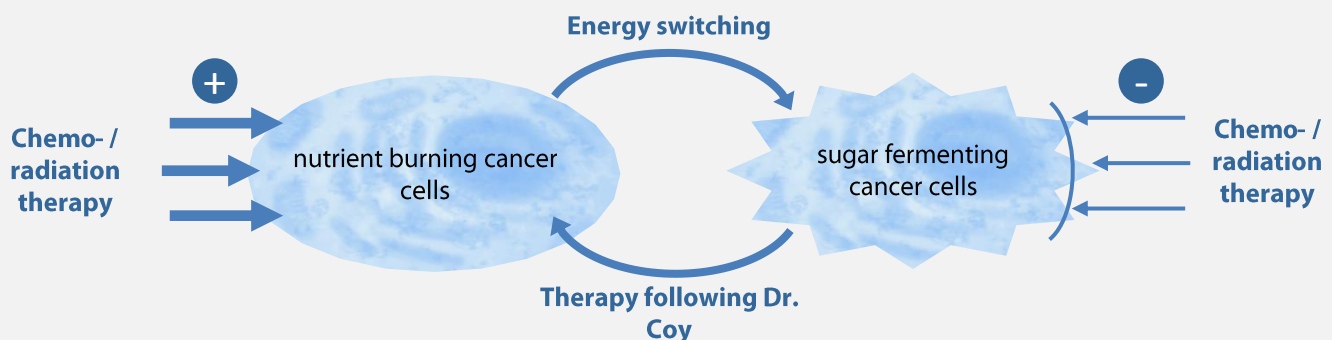 Energy switching
+
-
Chemo- /
radiation
therapy
nutrient burning cancer
cells
sugar fermenting
cancer cells
Chemo- /
radiation
therapy
Therapy following Dr.
Coy